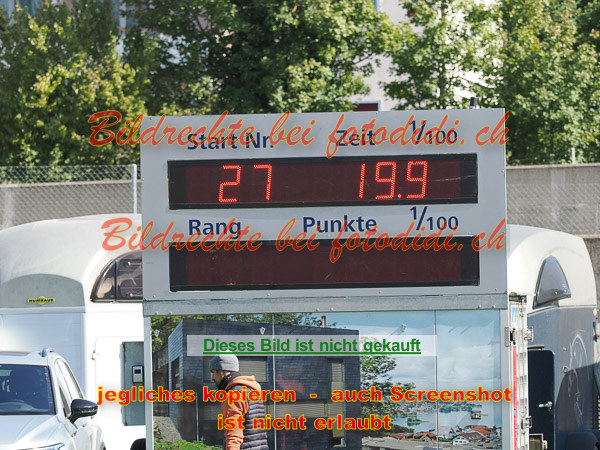 Bildrechte bei fotodidi.ch
Start Nr. Zeit 1/100
27 19.9
Bildrechte bei fotodidi.ch
Rang Punkte 1/100
Dieses Bild ist nicht gekauft
jegliches kopieren - auch Screenshot
ist nicht erlaubt